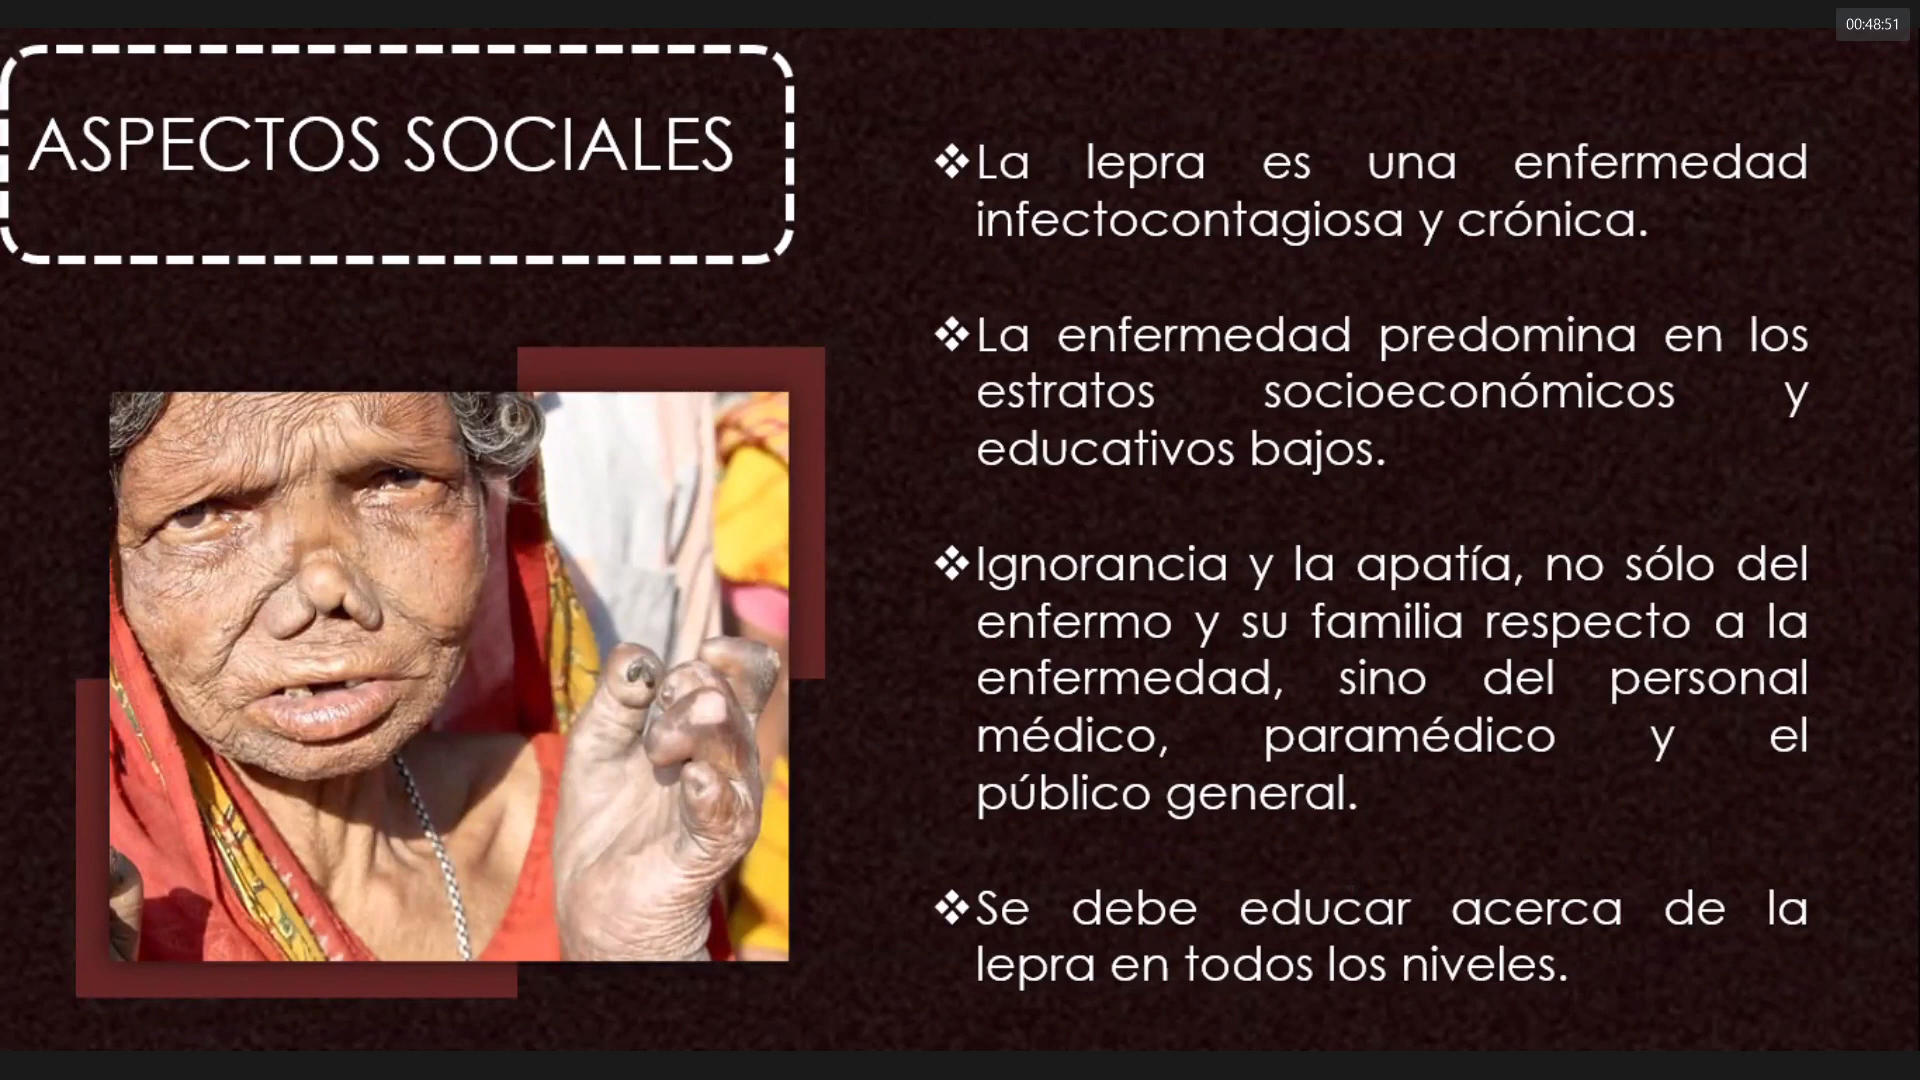 00:48:51
ASPECTOS SOCIALES
❖La lepra es una enfermedad
infectocontagiosa y crónica.
❖La enfermedad predomina en los
estratos socioeconómicos y
educativos bajos.
❖Ignorancia y la apatía, no sólo del
enfermo y su familia respecto a la
enfermedad, sino del personal
médico, paramédico y el
público general.
❖Se debe educar acerca de la
lepra en todos los niveles.